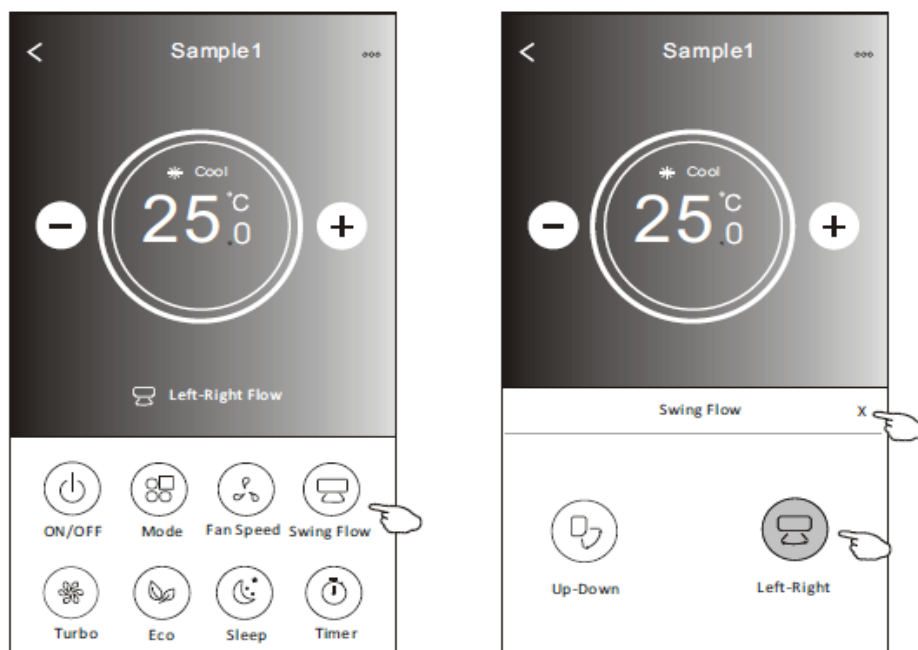 Sample1
Cool
25.0°C
Left-Right Flow
ON/OFF Mode Fan Speed Swing Flow
Turbo Eco Sleep Timer
Sample1
Cool
25.0°C
Swing Flow X
Up-Down Left-Right